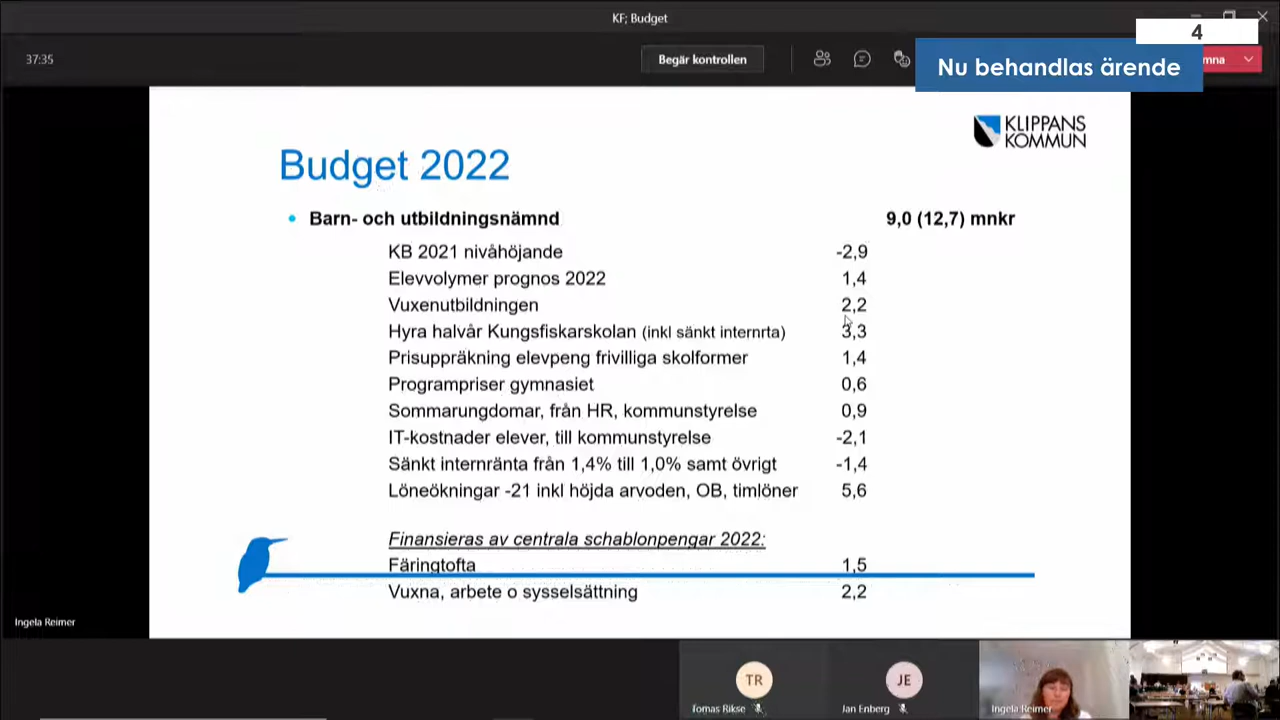 KF; Budget
4
37:35
Begär kontrollen
mna
Nu behandlas ärende
KLIPPANS
KOMMUN
Budget 2022
• Barn- och utbildningsnämnd 9,0 (12,7) mnkr
KB 2021 nivåhöjande -2,9
Elevvolymer prognos 2022 1,4
Vuxenutbildningen 2,2
Hyra halvår Kungsfiskarskolan (inkl sänkt internrta) 3,3
Prisuppräkning elevpeng frivilliga skolformer 1,4
Programpriser gymnasiet 0,6
Sommarungdomar, från HR, kommunstyrelse 0,9
IT-kostnader elever, till kommunstyrelse -2,1
Sänkt internränta från 1,4% till 1,0% samt övrigt -1,4
Löneökningar -21 inkl höjda arvoden, OB, timlöner 5,6
Finansieras av centrala schablonpengar 2022:
Färingtofta 1,5
Vuxna, arbete o sysselsättning 2,2
Ingela Reimer
TR
JE
Tomas Rikse
Jan Enberg
Ingela Reimer